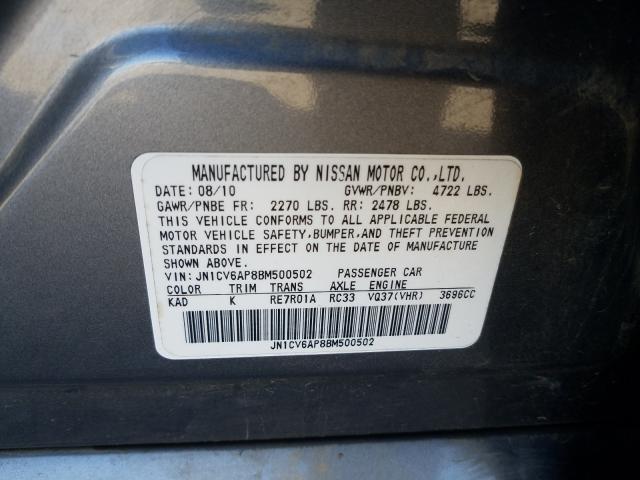 MANUFACTURED BY NISSAN MOTOR CO.,LTD.
DATE: 08/10 GVWR/PNBV: 4722 LBS.
GAWR/PNBE FR: 2270 LBS. RR: 2478 LBS.
THIS VEHICLE CONFORMS TO ALL APPLICABLE FEDERAL
MOTOR VEHICLE SAFETY, BUMPER, AND THEFT PREVENTION
STANDARDS IN EFFECT ON THE DATE OF MANUFACTURE
SHOWN ABOVE.
VIN: JN1CV6AP8BM500502 PASSENGER CAR
COLOR TRIM TRANS AXLE ENGINE
KAD K RE7R01A RC33 VQ37(VHR) 3696CC
JN1CV6AP8BM500502